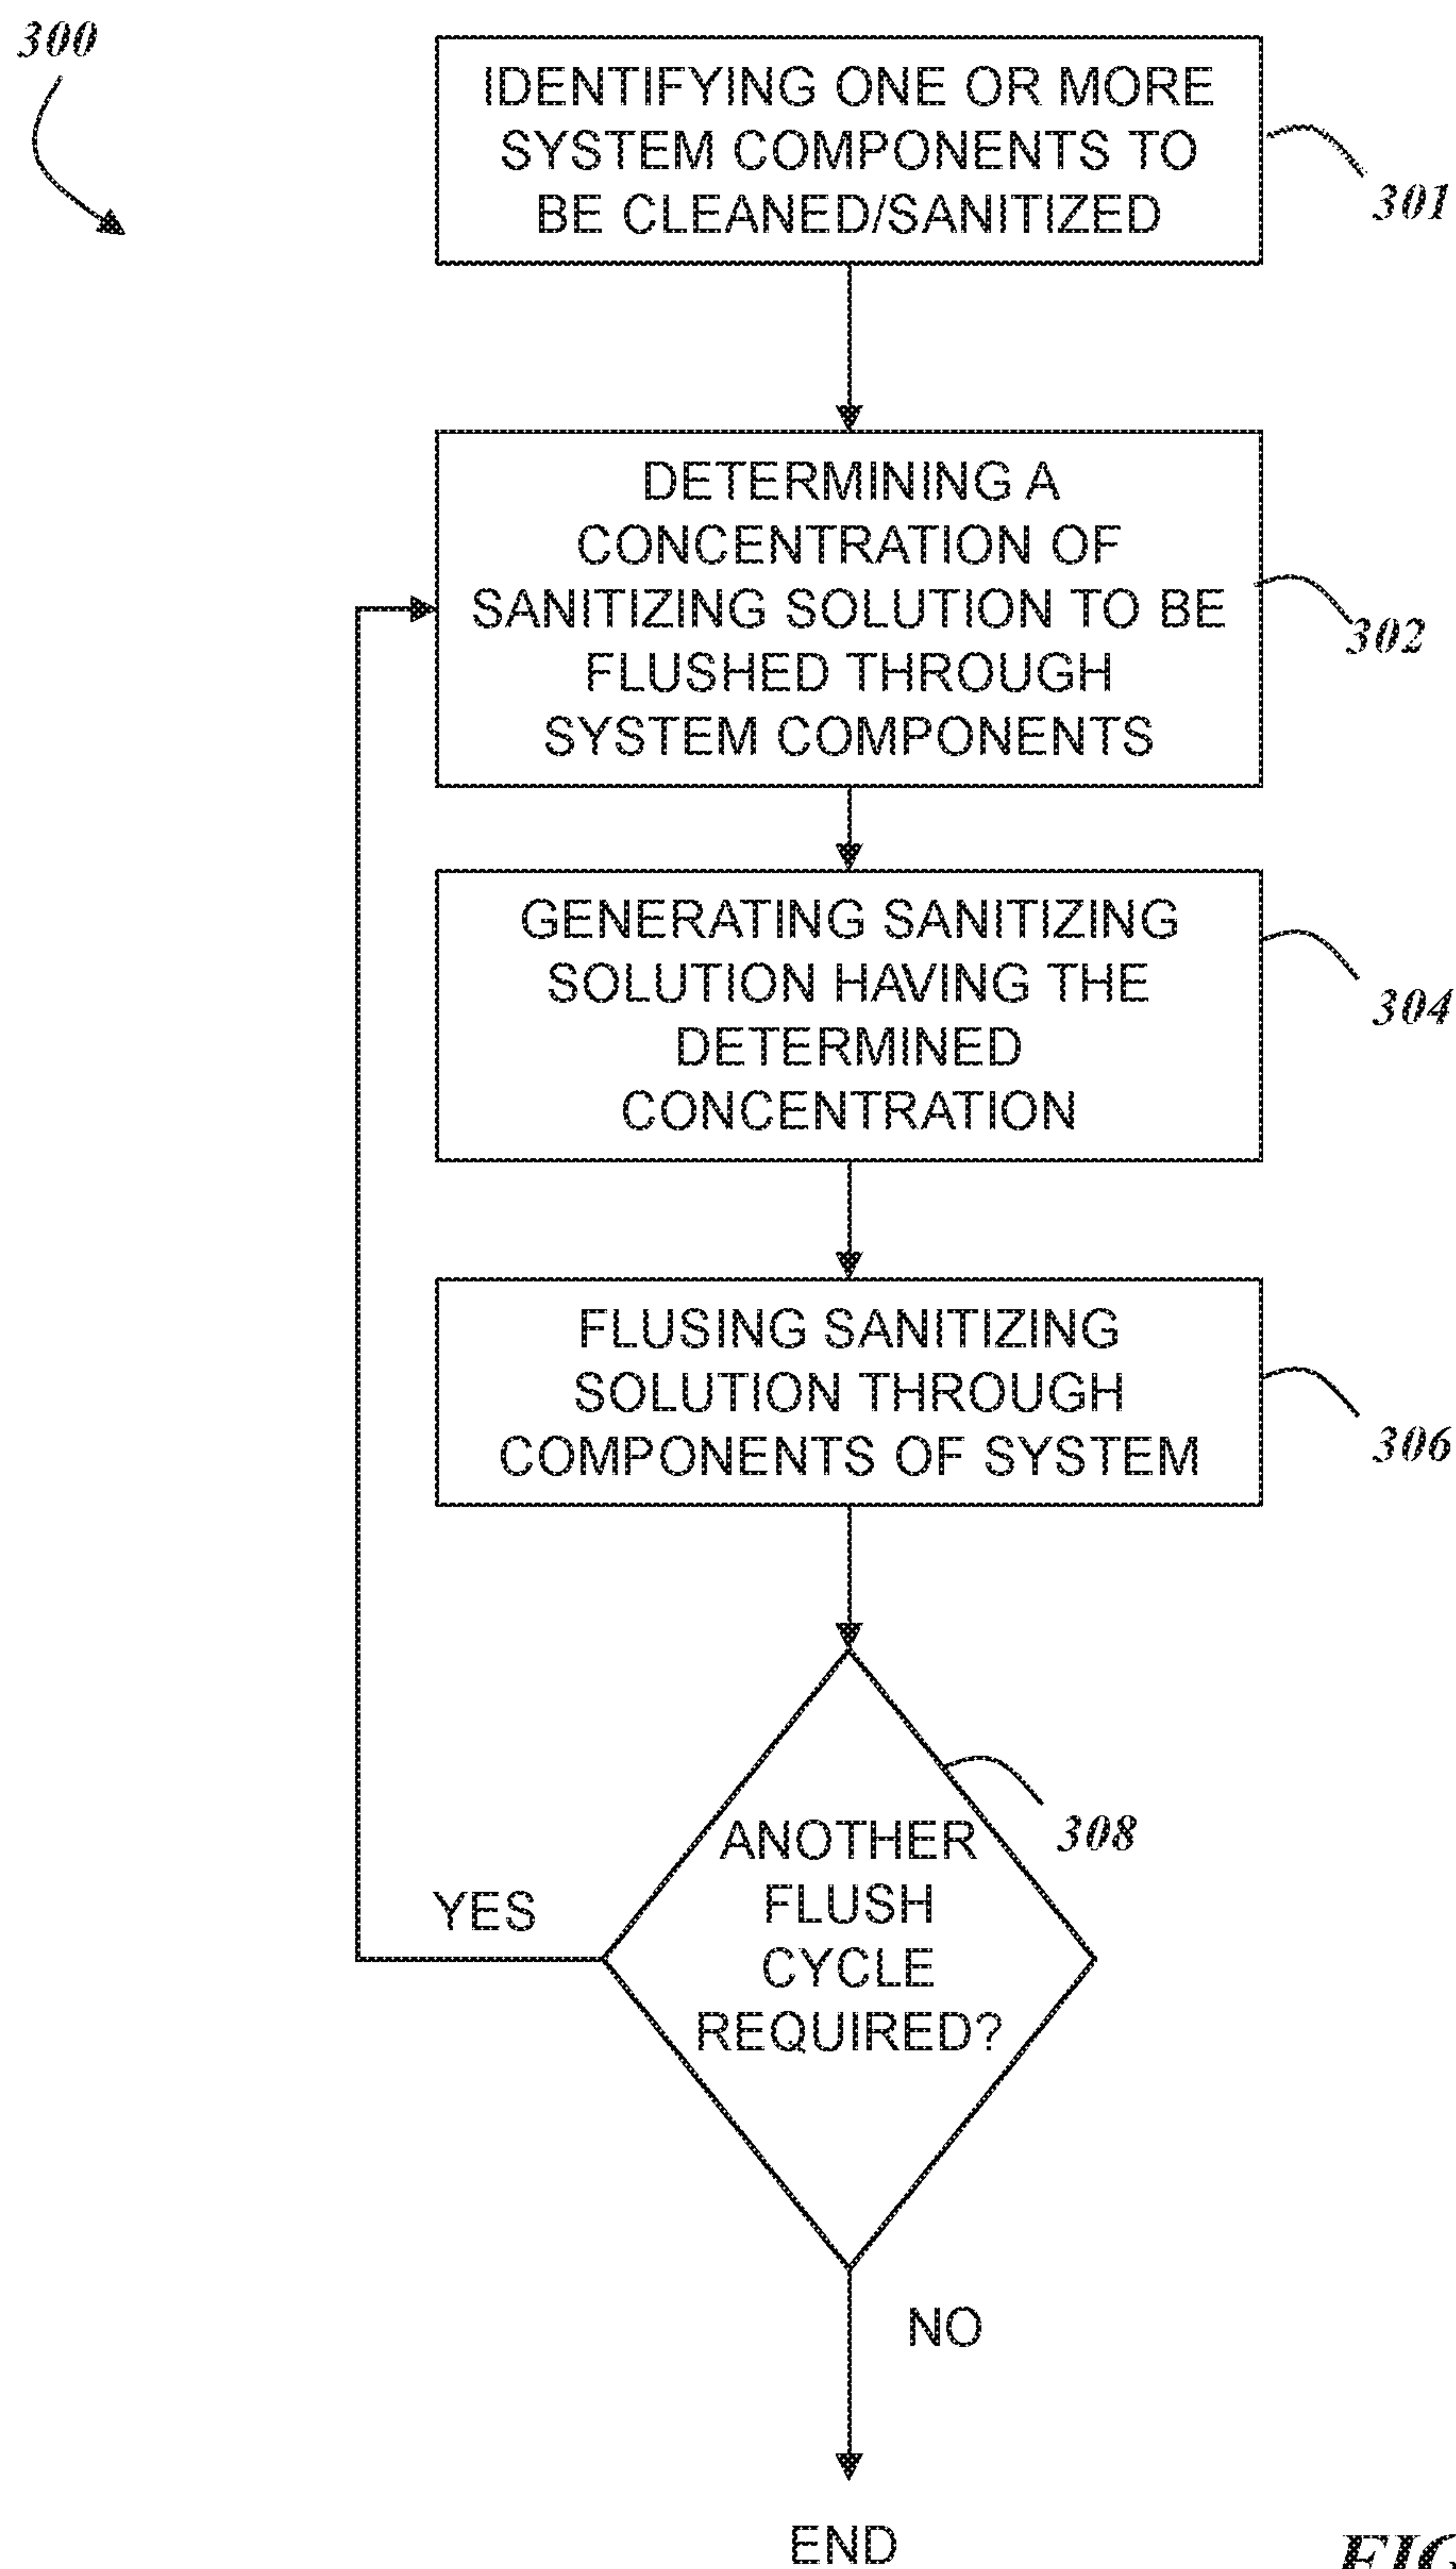 300
IDENTIFYING ONE OR MORE
SYSTEM COMPONENTS TO
BE CLEANED/SANITIZED
301
DETERMINING A
CONCENTRATION OF
SANITIZING SOLUTION TO BE
FLUSHED THROUGH
SYSTEM COMPONENTS
302
GENERATING SANITIZING
SOLUTION HAVING THE
DETERMINED
CONCENTRATION
304
FLUSING SANITIZING
SOLUTION THROUGH
COMPONENTS OF SYSTEM
306
ANOTHER
FLUSH
CYCLE
REQUIRED?
308
YES
NO
END